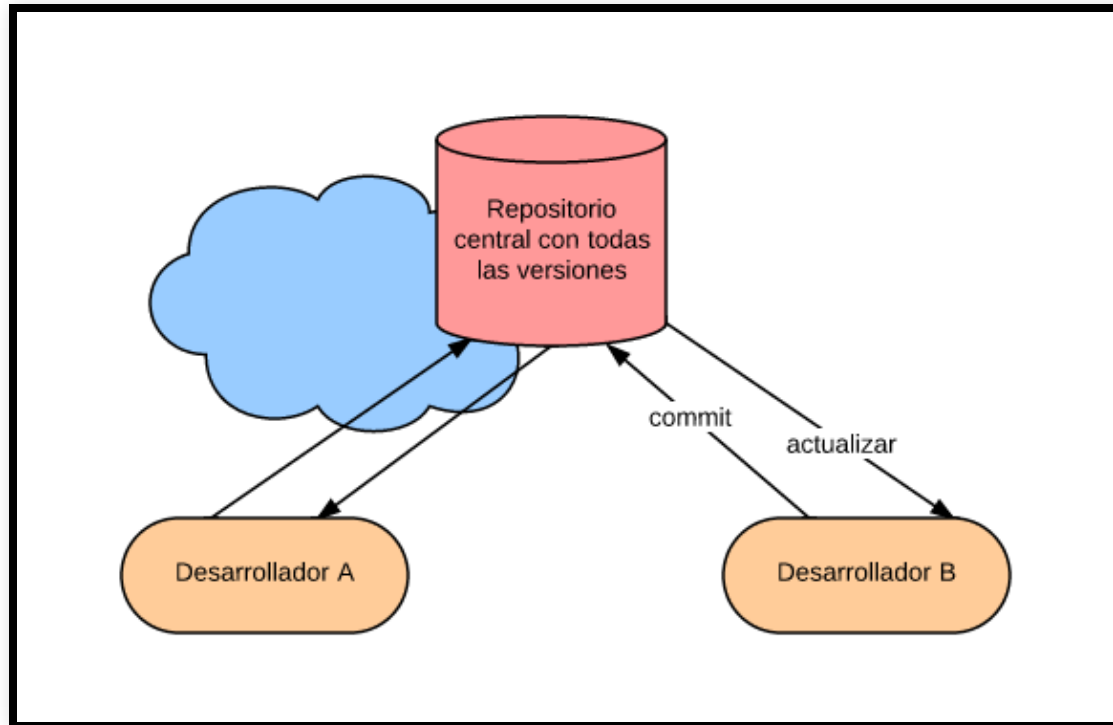 Repositorio
central con todas
las versiones
commit
actualizar
Desarrollador A
Desarrollador B